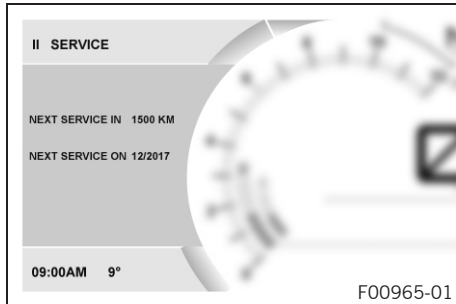 II SERVICE
NEXT SERVICE IN 1500 KM
NEXT SERVICE ON 12/2017
09:00AM 9°
F00965-01